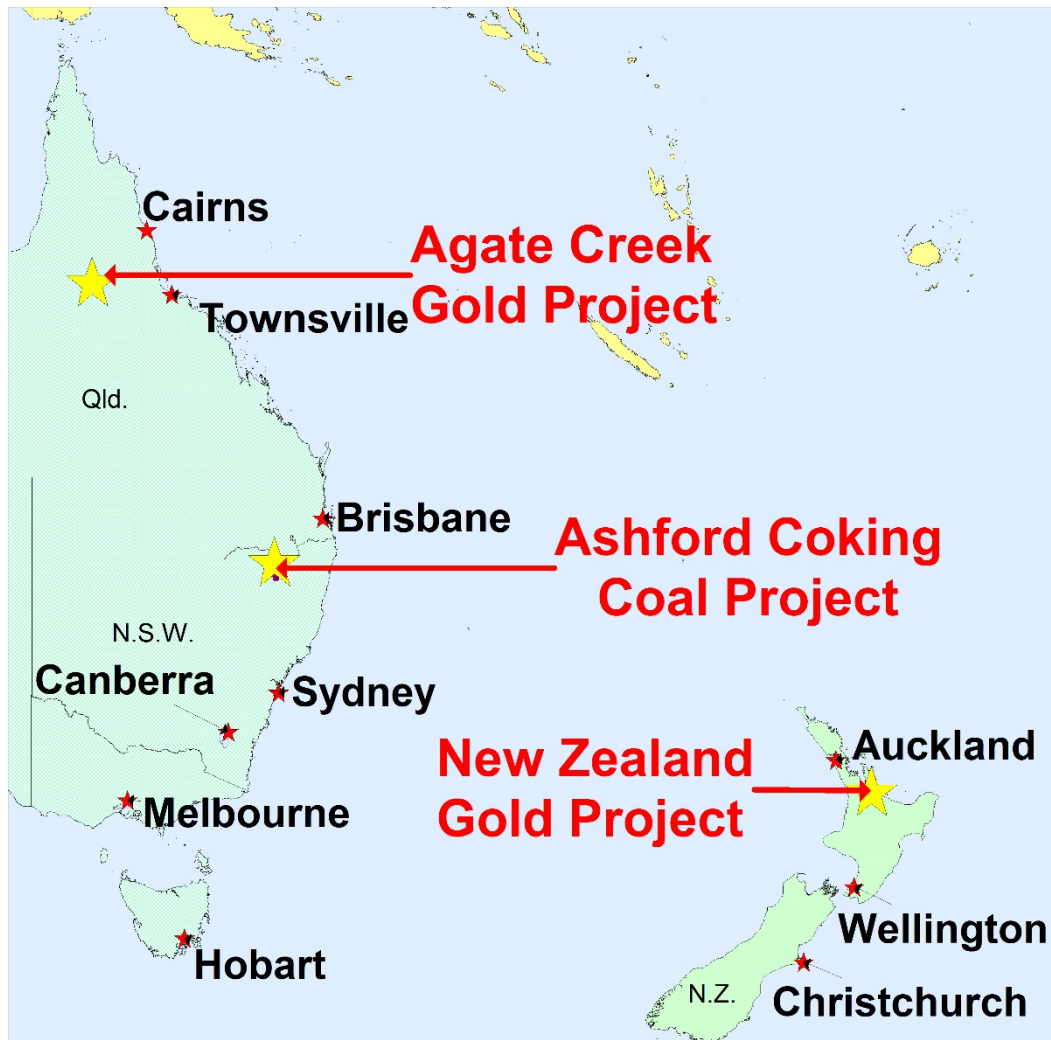 Cairns
Agate Creek
Gold Project
Townsville
Qld.
Brisbane
Ashford Coking
Coal Project
N.S.W.
Canberra
Sydney
New Zealand
Gold Project
Auckland
Melbourne
Wellington
Hobart
N.Z.
Christchurch